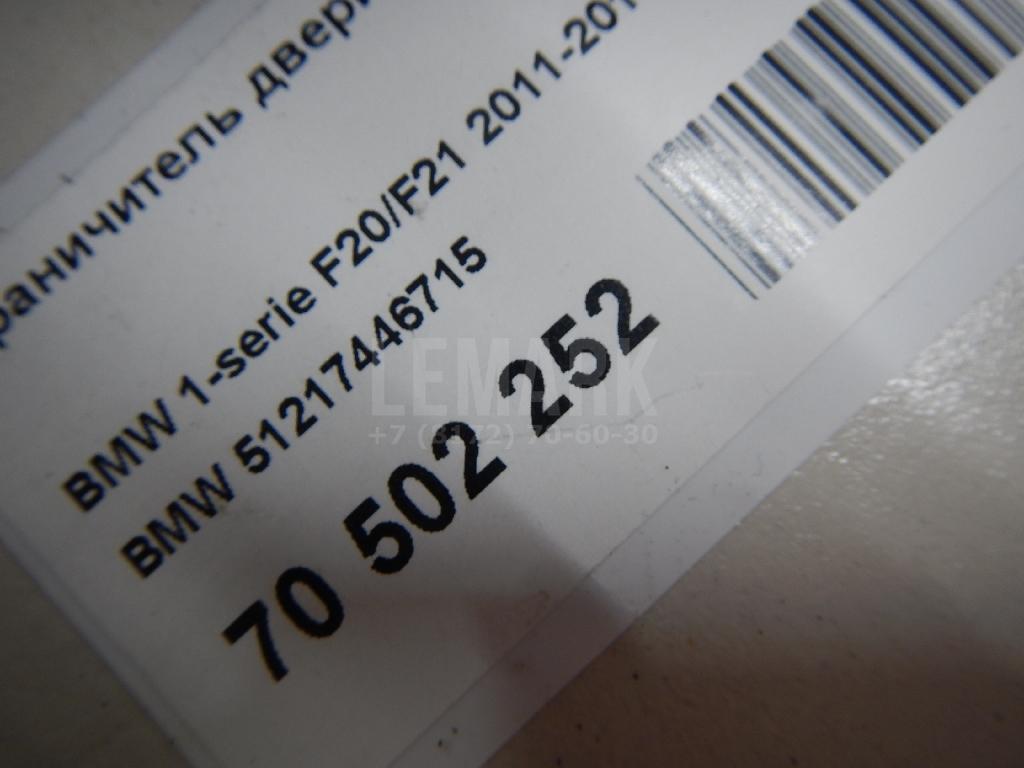 раничитель двери
BMW 1-serie F20/F21 2011-201
BMW 51217446715
70 502 252
LEMARK
+7 (8172) 70-60-30